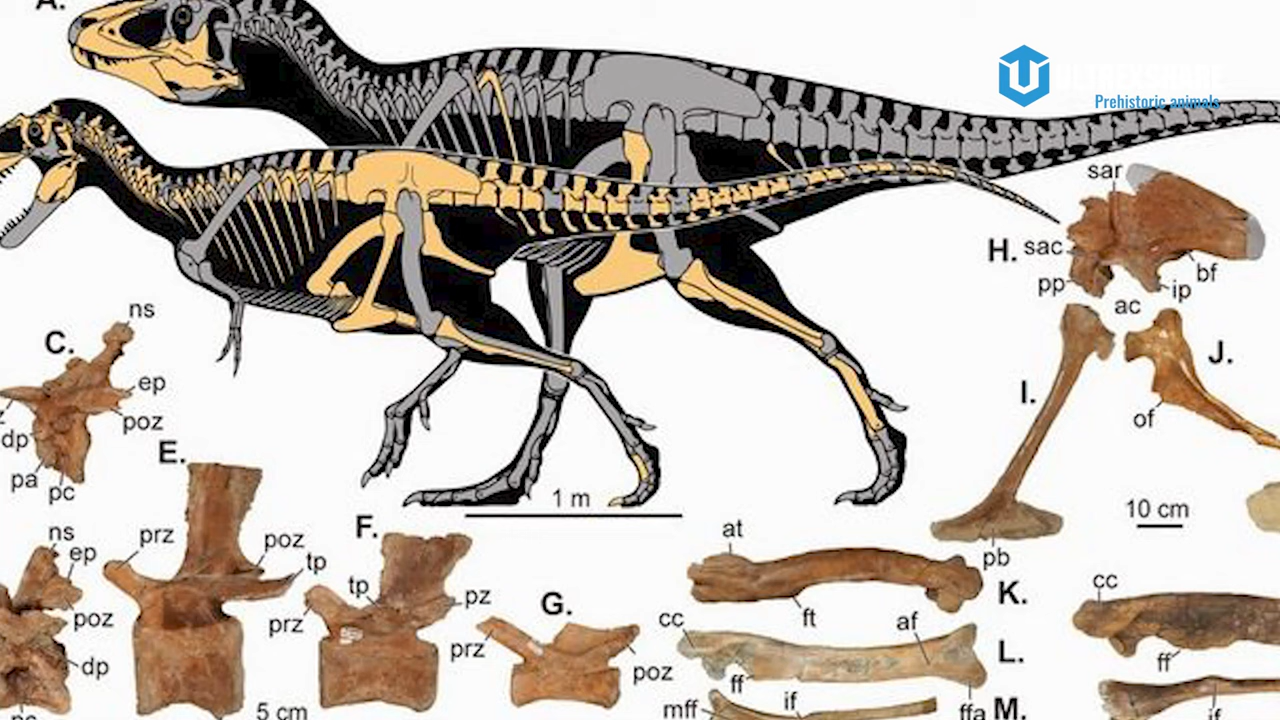 A.
Prehistoric animals
sar
H.
sac
pp
bf
ip
ac
ns
C.
ep
poz
dp
pa
pc
I.
J.
of
1 m
10 cm
pb
E.
prz
poz
tp
F.
tp
pz
prz
G.
prz
poz
ns
ep
poz
dp
pc
5 cm
at
ft
K.
cc
af
ff
L.
ffa
mff
if
M.
cc
ff
if